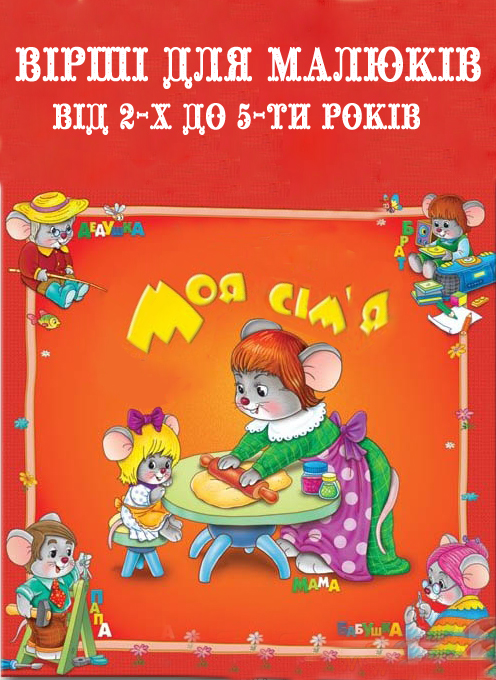 ВІРШІ ДЛЯ МАЛЮКІВ
ВІД 2-Х ДО 5-ТИ РОКІВ
ДЕДУШКА
БРАТ
Моя сім'я
МАМА
ПАПА
БАБУШКА